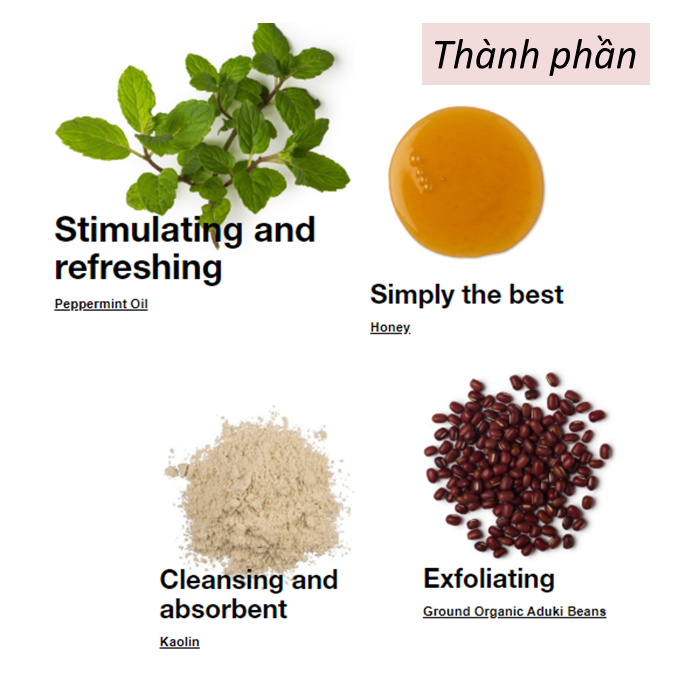 Thành phần
Stimulating and
refreshing
Peppermint Oil
Simply the best
Honey
Cleansing and
absorbent
Kaolin
Exfoliating
Ground Organic Aduki Beans